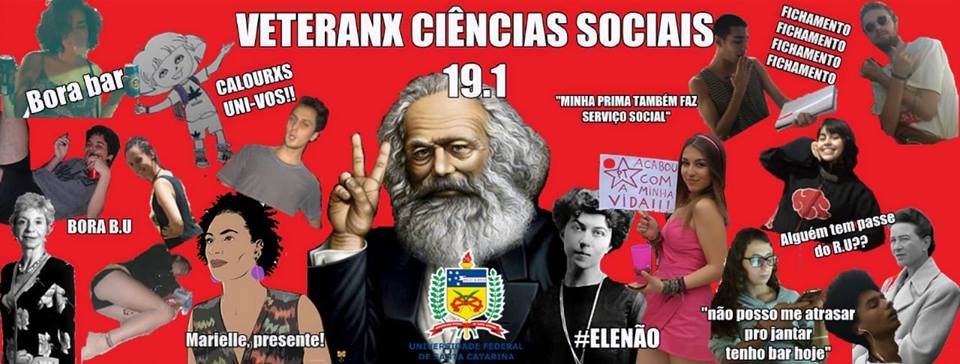 VETERANX CIÊNCIAS SOCIAIS
19.1
Bora bar
CALOURXS
UNI-VOS!!
"MINHA PRIMA TAMBÉM FAZ
SERVIÇO SOCIAL"
FICHAMENTO
FICHAMENTO
FICHAMENTO
FICHAMENTO
BORA B.U
PT
ACABOU
COM
A MINHA
VIDA!!!
Alguém tem passe
do R.U??
Marielle, presente!
UNIVERSIDADE FEDERAL
DE SANTA CATARINA
#ELENÃO
"não posso me atrasar
pro jantar
tenho bar hoje"